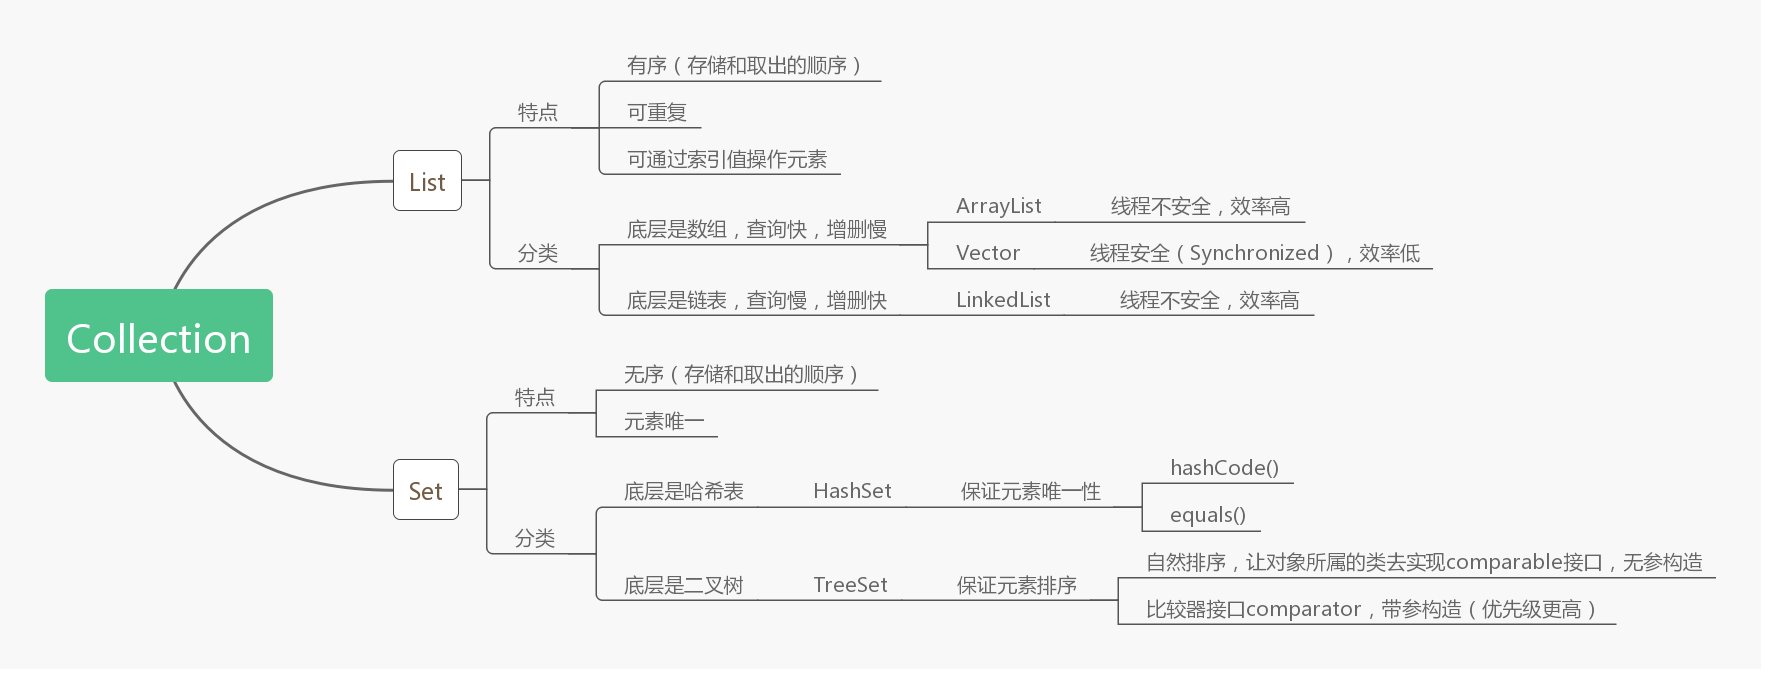 Collection
List
特点
有序（存储和取出的顺序）
可重复
可通过索引值操作元素
分类
底层是数组，查询快，增删慢
ArrayList
线程不安全，效率高
Vector
线程安全（Synchronized），效率低
底层是链表，查询慢，增删快
LinkedList
线程不安全，效率高
Set
特点
无序（存储和取出的顺序）
元素唯一
分类
底层是哈希表
HashSet
保证元素唯一性
hashCode()
equals()
底层是二叉树
TreeSet
保证元素排序
自然排序，让对象所属的类去实现comparable接口，无参构造
比较器接口comparator，带参构造（优先级更高）